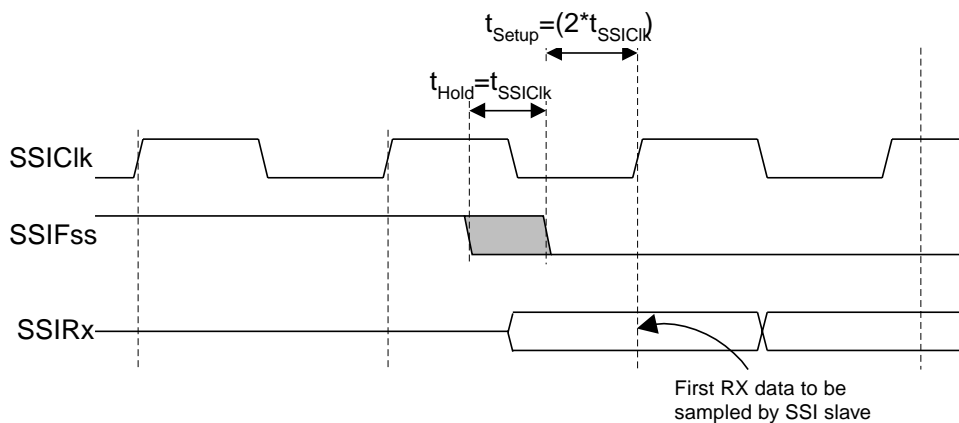 tSetup=(2*tSSIClk)
tHold=tSSIClk
SSIClk
SSIFss
SSIRx
First RX data to be
sampled by SSI slave